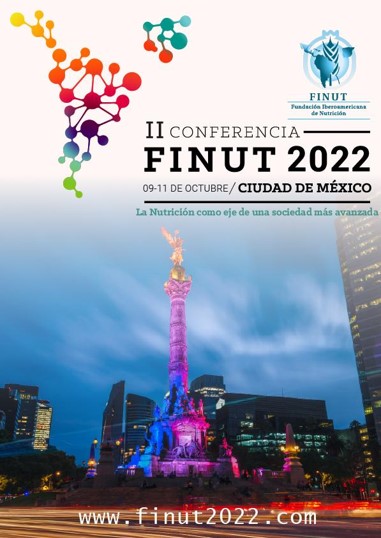 FINUT
Fundación Iberoamericana
de Nutrición
II CONFERENCIA
FINUT 2022
09-11 DE OCTUBRE / CIUDAD DE MÉXICO
La Nutrición como eje de una sociedad más avanzada
www.finut2022.com